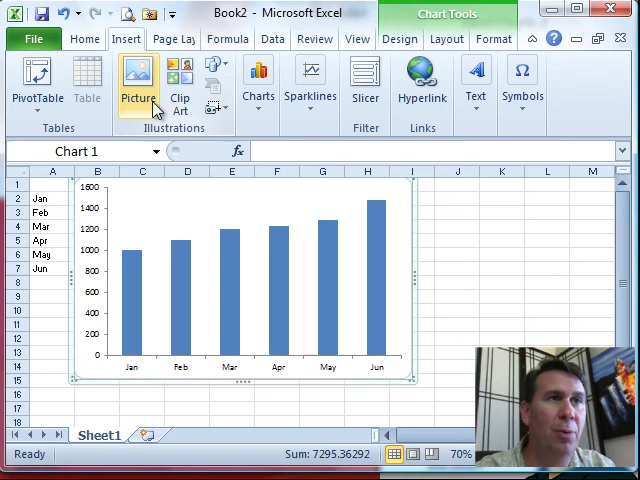 Book2 - Microsoft Excel
Chart Tools
File Home Insert Page Lay Formula Data Review View Design Layout Format
PivotTable Table Picture Clip Art Charts Sparklines Slicer Hyperlink Text Symbols
Tables Illustrations Filter Links
Chart 1 fx
A B C D E F G H I J K L M
1
2 Jan
3 Feb
4 Mar
5 Apr
6 May
7 Jun
8
9
10
11
12
13
14
15
16
17
18
1600
1400
1200
1000
800
600
400
200
0
Jan Feb Mar Apr May Jun
Sheet1
Ready Sum: 7295.36292 70%